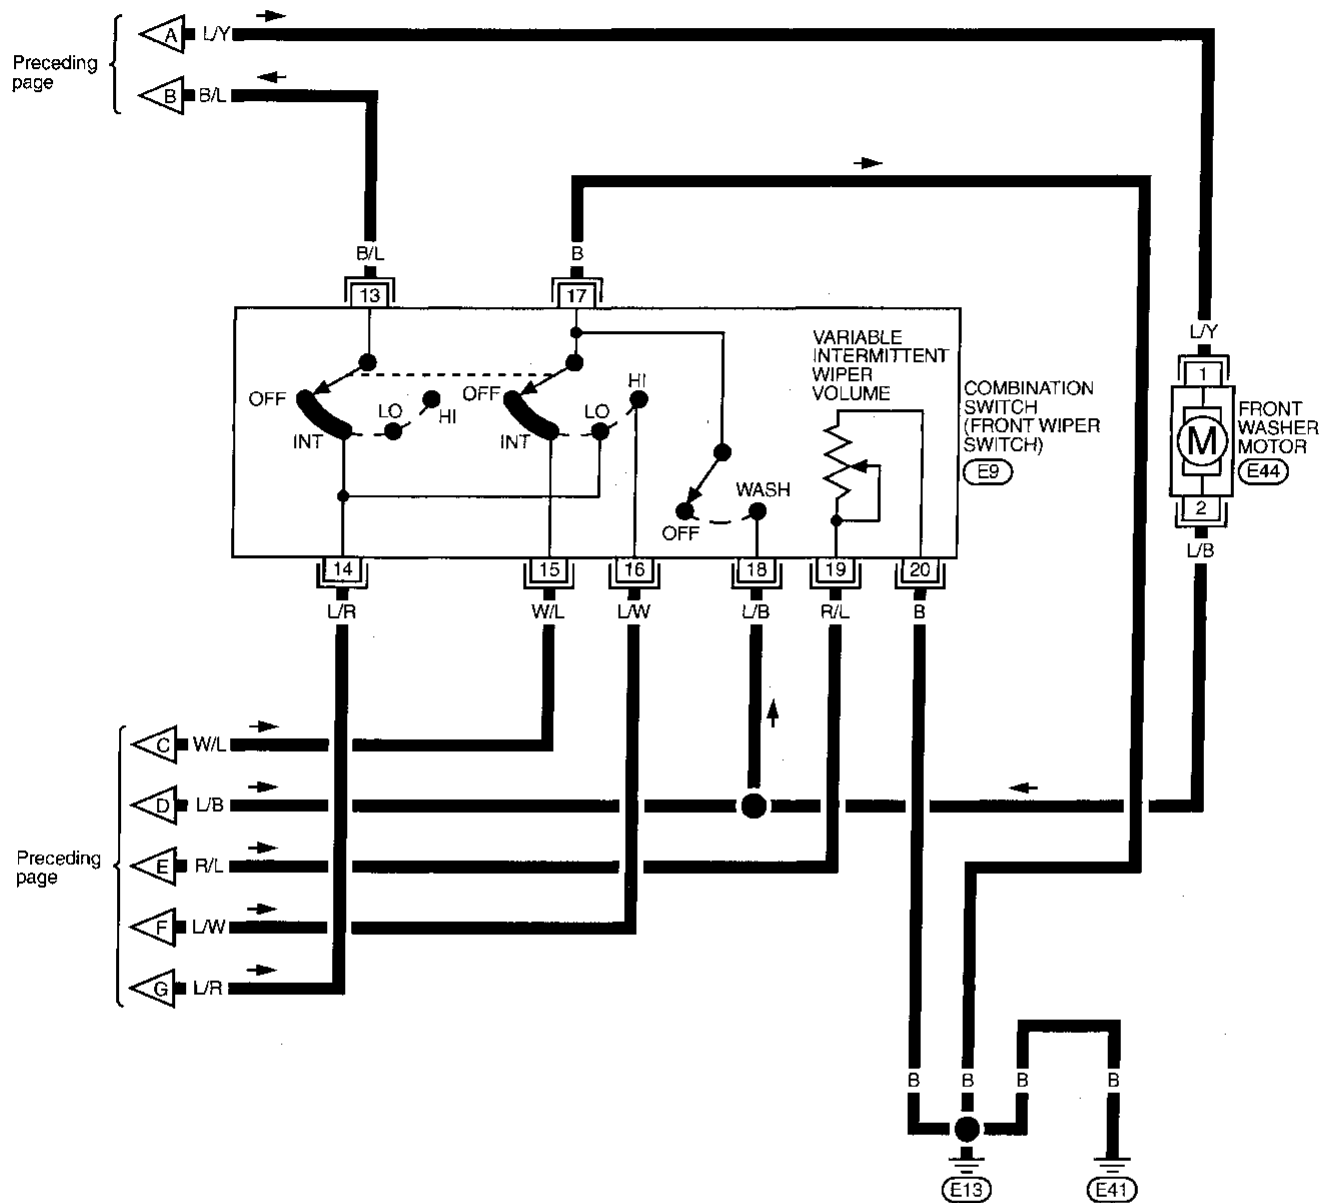 Preceding
page
A L/Y
B B/L
B/L
B
13
17
L/Y
1
M
2
L/B
FRONT
WASHER
MOTOR
E44
VARIABLE
INTERMITTENT
WIPER
VOLUME
COMBINATION
SWITCH
(FRONT WIPER
SWITCH)
E9
OFF
INT
LO
HI
OFF
INT
LO
HI
OFF
WASH
14
15
16
18
19
20
L/R
W/L
L/W
L/B
R/L
B
Preceding
page
C W/L
D L/B
E R/L
F L/W
G L/R
B
B
B
B
E13
E41